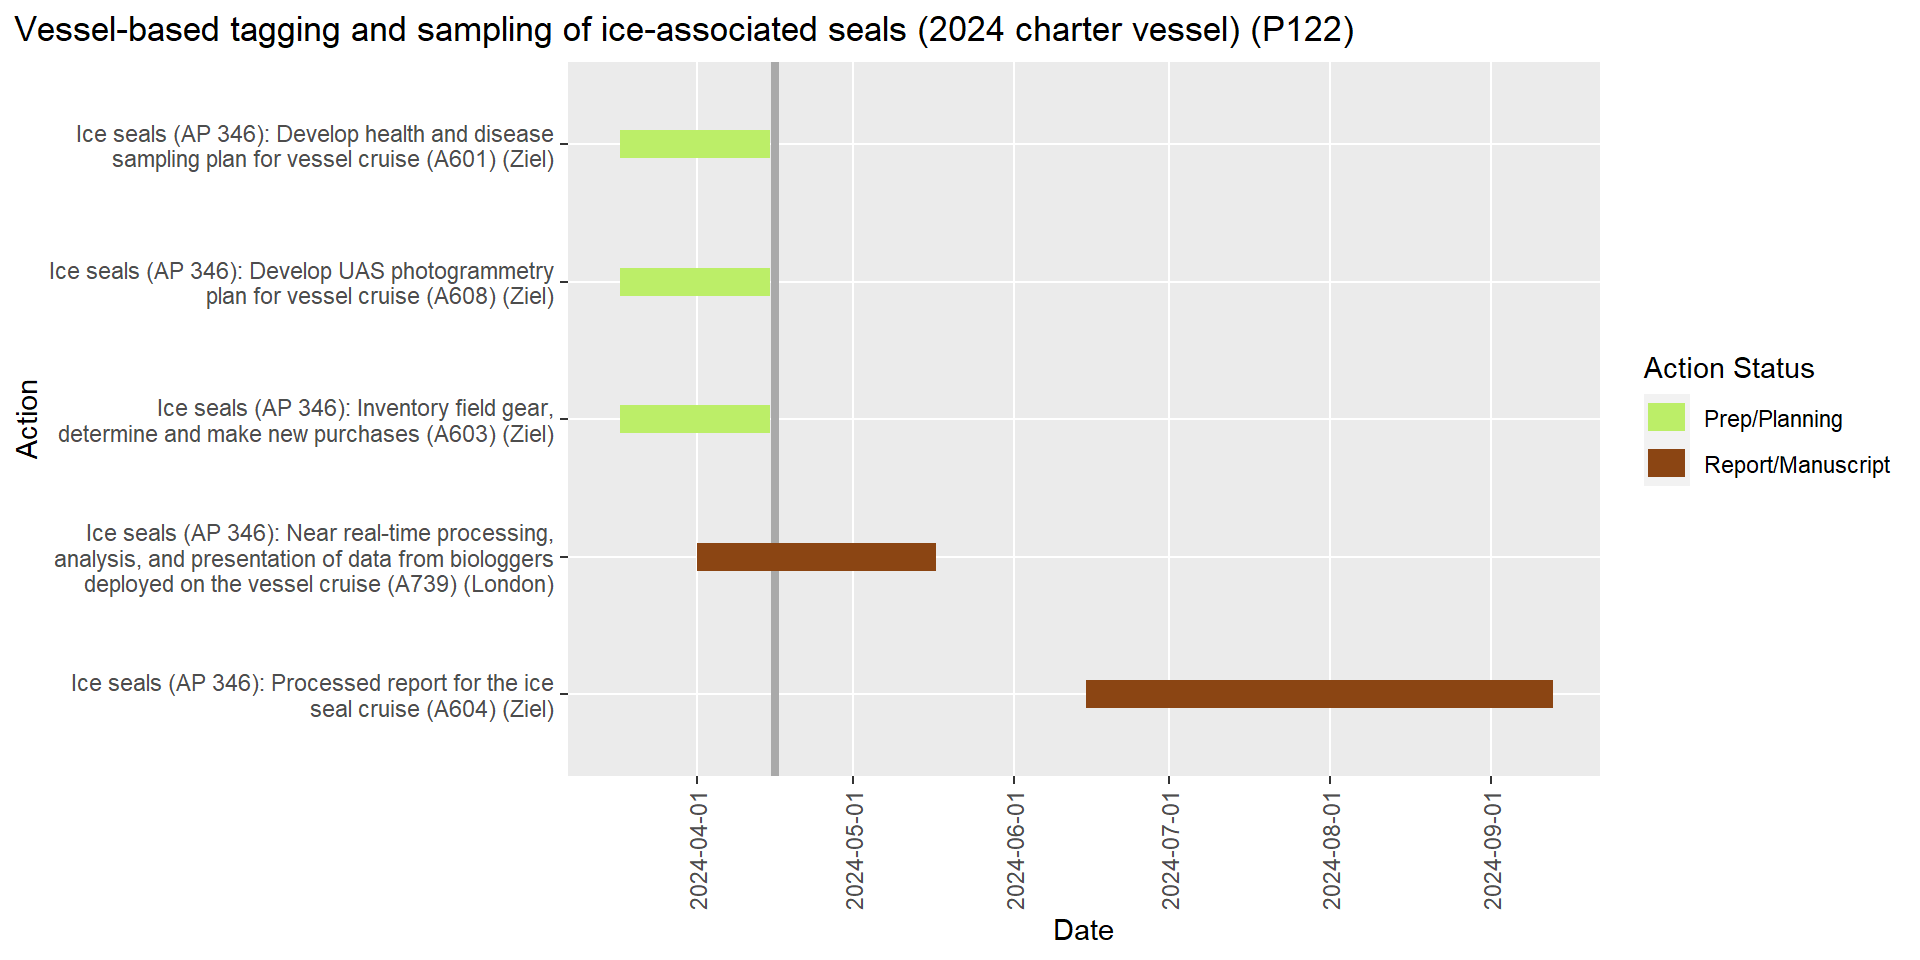 Vessel-based tagging and sampling of ice-associated seals (2024 charter vessel) (P122)
Action
Ice seals (AP 346): Develop health and disease
sampling plan for vessel cruise (A601) (Ziel)
Ice seals (AP 346): Develop UAS photogrammetry
plan for vessel cruise (A608) (Ziel)
Ice seals (AP 346): Inventory field gear,
determine and make new purchases (A603) (Ziel)
Ice seals (AP 346): Near real-time processing,
analysis, and presentation of data from biologgers
deployed on the vessel cruise (A739) (London)
Ice seals (AP 346): Processed report for the ice
seal cruise (A604) (Ziel)
2024-04-01
2024-05-01
2024-06-01
2024-07-01
2024-08-01
2024-09-01
Date
Action Status
Prep/Planning
Report/Manuscript